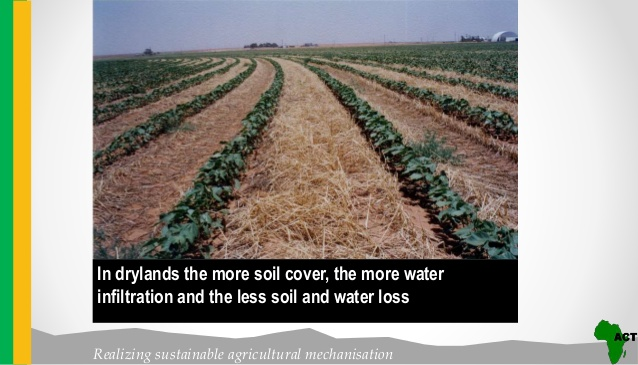 In drylands the more soil cover, the more water
infiltration and the less soil and water loss
ACT
Realizing sustainable agricultural mechanisation